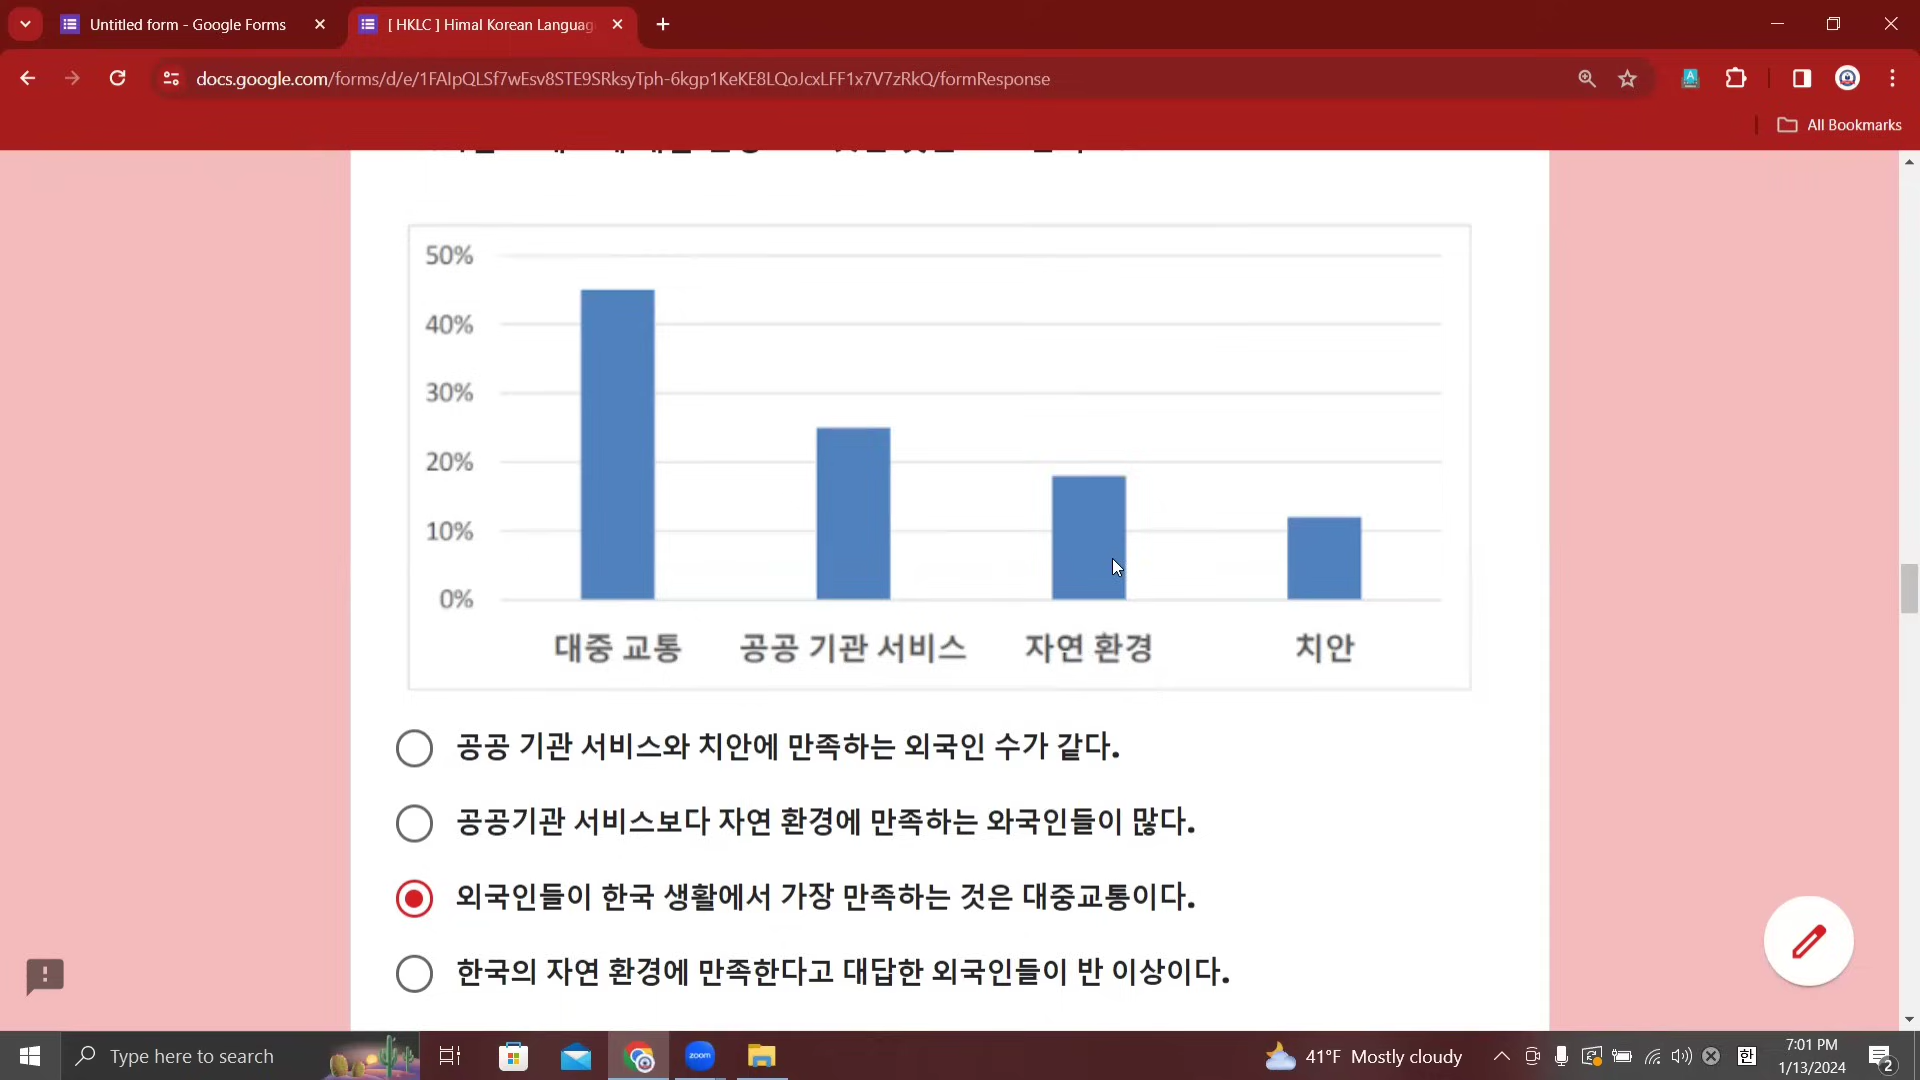 Untitled form - Google Forms
[ HKLC ] Himal Korean Languag
docs.google.com/forms/d/e/1FAIpQLSf7wEsv8STE9SRksyTph-6kgp1KeKE8LQoJcxLFF1x7V7zRkQ/formResponse
All Bookmarks
50%
40%
30%
20%
10%
0%
대중 교통 공공 기관 서비스 자연 환경 치안
공공 기관 서비스와 치안에 만족하는 외국인 수가 같다.
공공기관 서비스보다 자연 환경에 만족하는 와국인들이 많다.
외국인들이 한국 생활에서 가장 만족하는 것은 대중교통이다.
한국의 자연 환경에 만족한다고 대답한 외국인들이 반 이상이다.
Type here to search
zoom
41°F Mostly cloudy
한
7:01 PM
1/13/2024
2